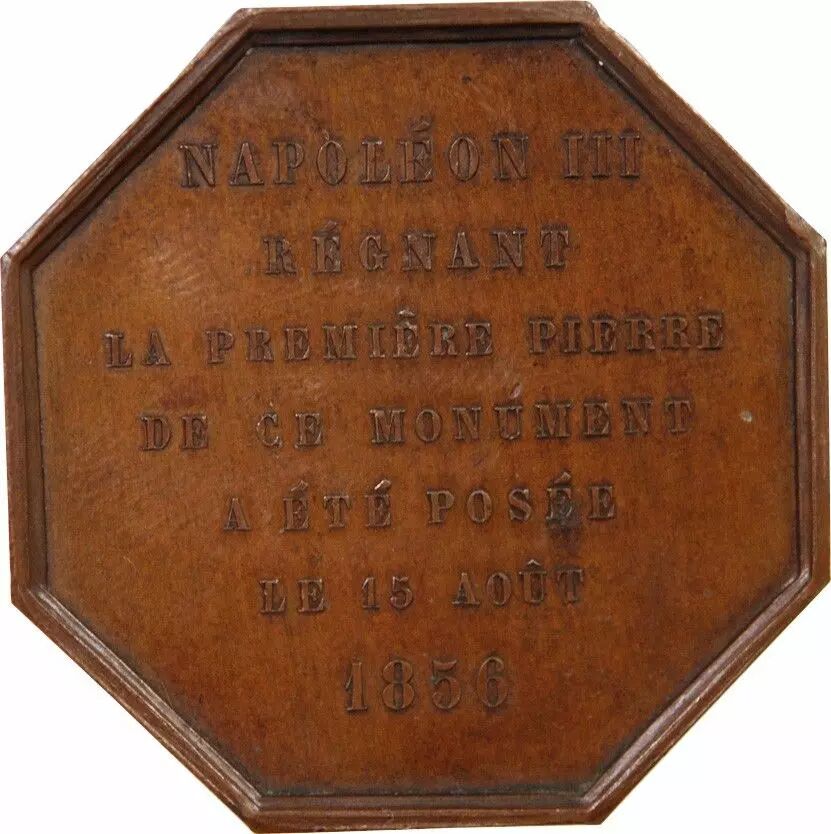 NAPOLÉON III
RÉGNANT
LA PREMIÈRE PIERRE
DE CE MONUMENT
A ÉTÉ POSÉE
LE 15 AOÛT
1856